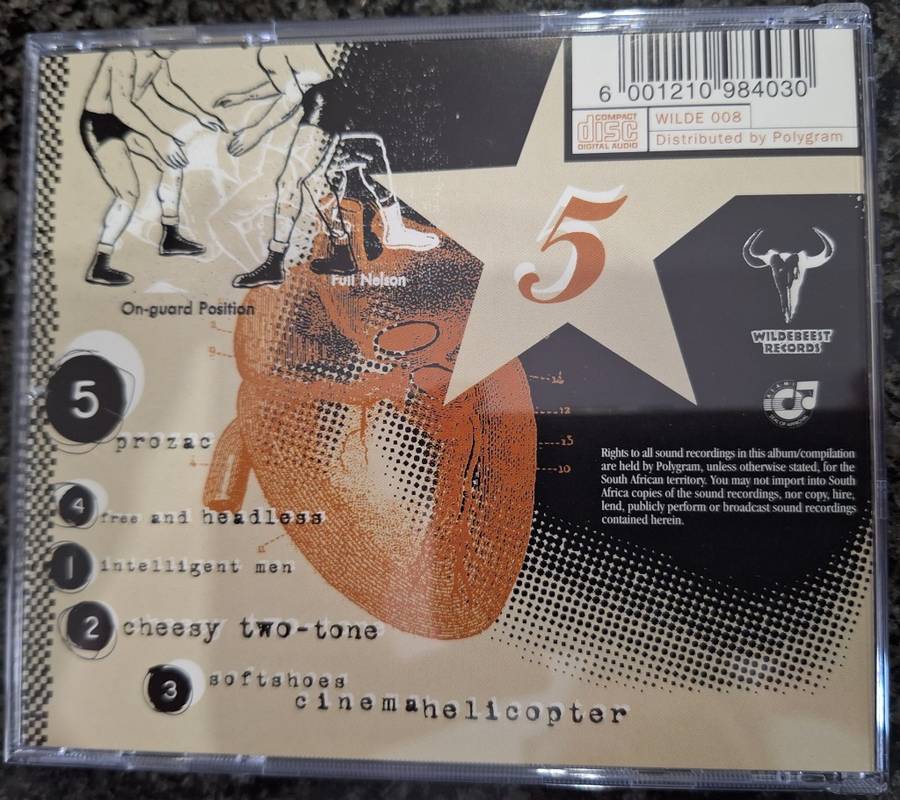 6 001210 984030
COMPACT
disc
DIGITAL AUDIO
WILDE 008
Distributed by Polygram
5
Full Nelson
On-guard Position
WILDEBEEST
RECORDS
5
prozac
4
free and headless
1
intelligent men
2
cheesy two-tone
3
softshoes
cinemahelicopter
12
15
10
Rights to all sound recordings in this album/compilation
are held by Polygram, unless otherwise stated, for the
South African territory. You may not import into South
Africa copies of the sound recordings, nor copy, hire,
lend, publicly perform or broadcast sound recordings
contained herein.